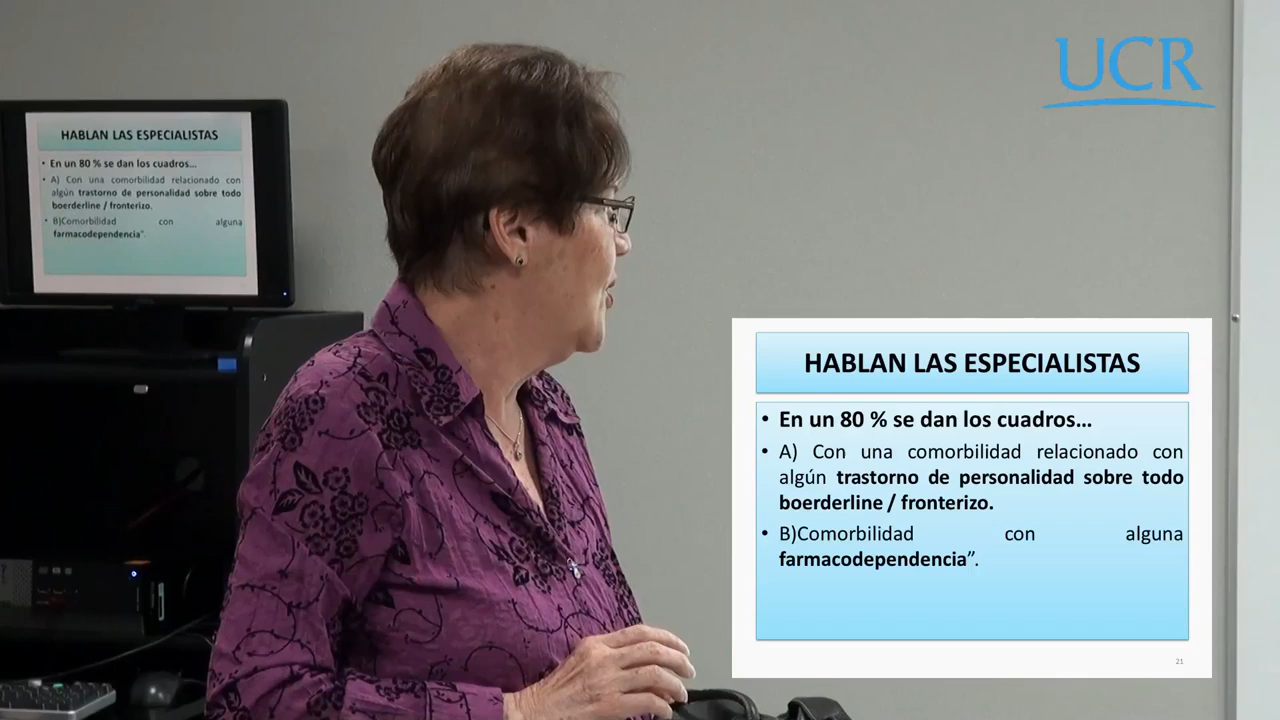 UCR
HABLAN LAS ESPECIALISTAS
• En un 80 % se dan los cuadros...
• A) Con una comorbilidad relacionado con
algún trastorno de personalidad sobre todo
boerderline / fronterizo.
• B)Comorbilidad con alguna
farmacodependencia”.
HABLAN LAS ESPECIALISTAS
• En un 80 % se dan los cuadros...
• A) Con una comorbilidad relacionado con
algún trastorno de personalidad sobre todo
boerderline / fronterizo.
• B)Comorbilidad con alguna
farmacodependencia”.
21